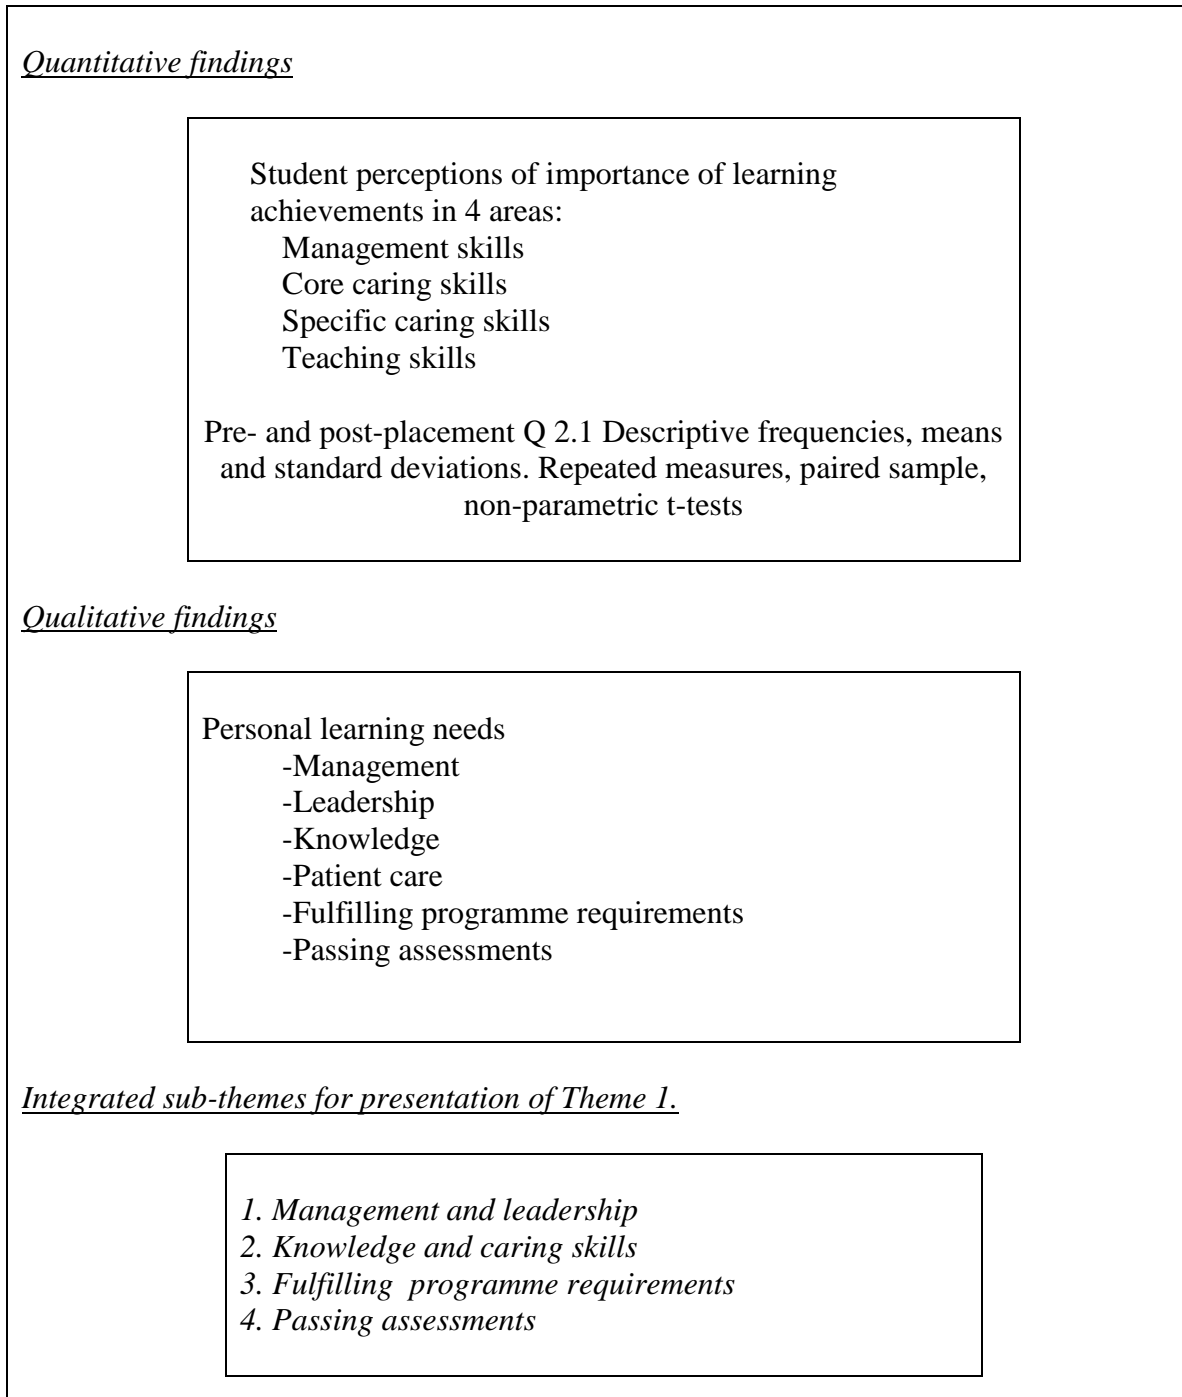 Quantitative findings
Student perceptions of importance of learning
achievements in 4 areas:
Management skills
Core caring skills
Specific caring skills
Teaching skills
Pre- and post-placement Q 2.1 Descriptive frequencies, means
and standard deviations. Repeated measures, paired sample,
non-parametric t-tests
Qualitative findings
Personal learning needs
-Management
-Leadership
-Knowledge
-Patient care
-Fulfilling programme requirements
-Passing assessments
Integrated sub-themes for presentation of Theme 1.
1. Management and leadership
2. Knowledge and caring skills
3. Fulfilling  programme requirements
4. Passing assessments